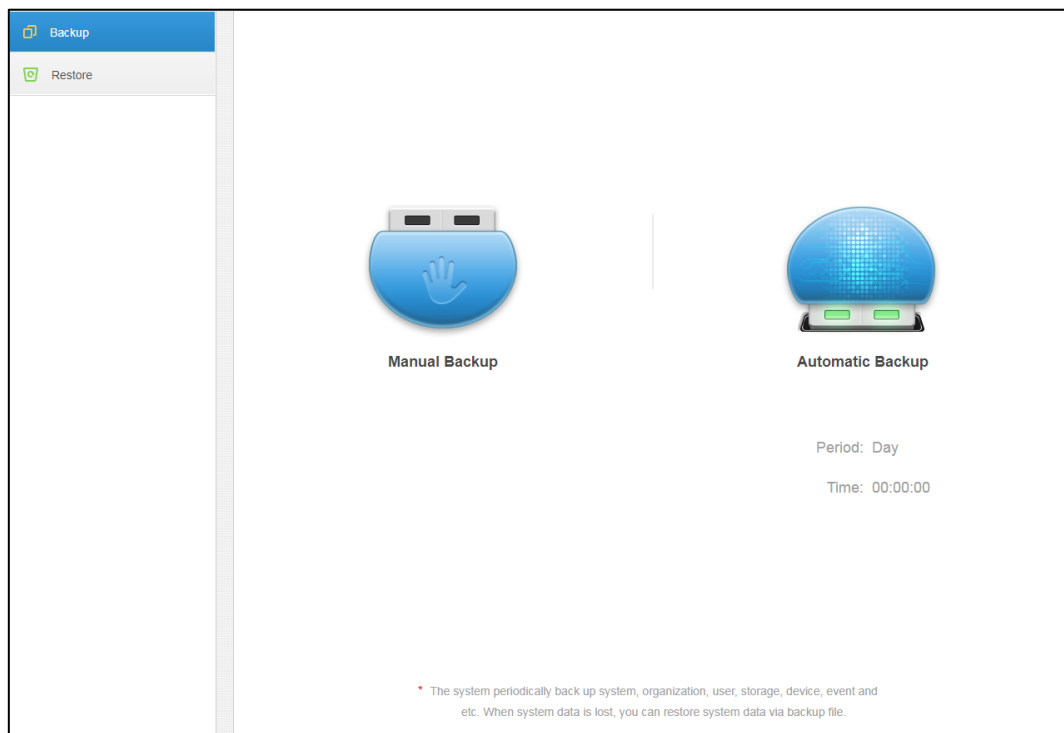 Backup
Restore
Manual Backup
Automatic Backup
Period: Day
Time: 00:00:00
* The system periodically back up system, organization, user, storage, device, event and
etc. When system data is lost, you can restore system data via backup file.